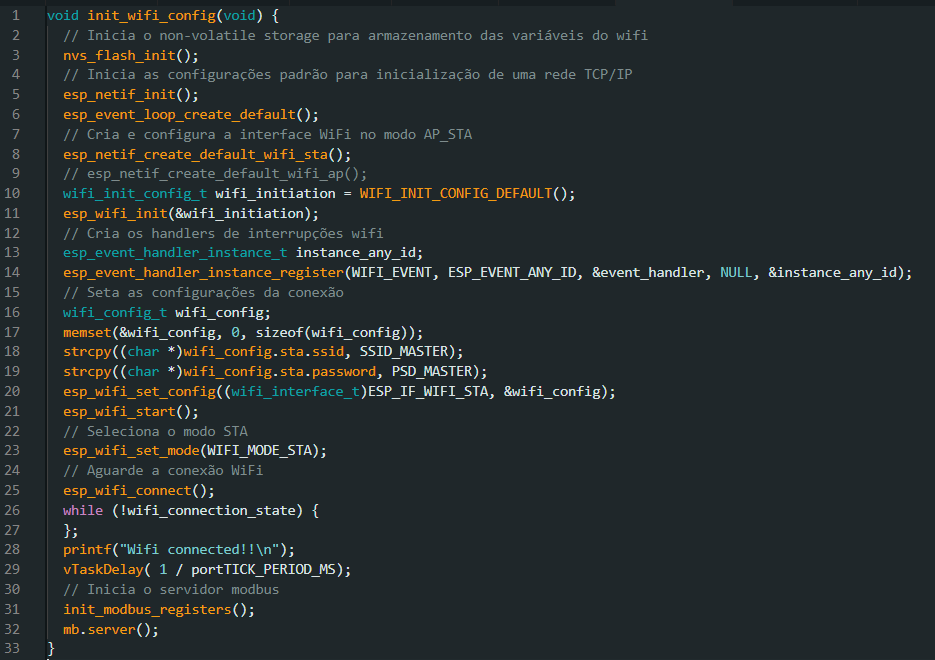 1 void init_wifi_config(void) {
2 // Inicia o non-volatile storage para armazenamento das variáveis do wifi
3 nvs_flash_init();
4 // Inicia as configurações padrão para inicialização de uma rede TCP/IP
5 esp_netif_init();
6 esp_event_loop_create_default();
7 // Cria e configura a interface WiFi no modo AP_STA
8 esp_netif_create_default_wifi_sta();
9 // esp_netif_create_default_wifi_ap();
10 wifi_init_config_t wifi_initiation = WIFI_INIT_CONFIG_DEFAULT();
11 esp_wifi_init(&wifi_initiation);
12 // Cria os handlers de interrupções wifi
13 esp_event_handler_instance_t instance_any_id;
14 esp_event_handler_instance_register(WIFI_EVENT, ESP_EVENT_ANY_ID, &event_handler, NULL, &instance_any_id);
15 // Seta as configurações da conexão
16 wifi_config_t wifi_config;
17 memset(&wifi_config, 0, sizeof(wifi_config));
18 strcpy((char *)wifi_config.sta.ssid, SSID_MASTER);
19 strcpy((char *)wifi_config.sta.password, PSD_MASTER);
20 esp_wifi_set_config((wifi_interface_t)ESP_IF_WIFI_STA, &wifi_config);
21 esp_wifi_start();
22 // Seleciona o modo STA
23 esp_wifi_set_mode(WIFI_MODE_STA);
24 // Aguarde a conexão WiFi
25 esp_wifi_connect();
26 while (!wifi_connection_state) {
27 };
28 printf("Wifi connected!!\n");
29 vTaskDelay( 1 / portTICK_PERIOD_MS);
30 // Inicia o servidor modbus
31 init_modbus_registers();
32 mb.server();
33 }